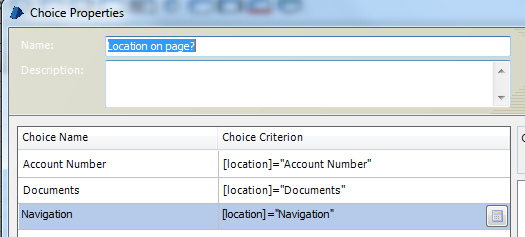 Choice Properties
Name: Location on page?
Description:
Choice Name Choice Criterion
Account Number [location]="Account Number"
Documents [location]="Documents"
Navigation [location]="Navigation"